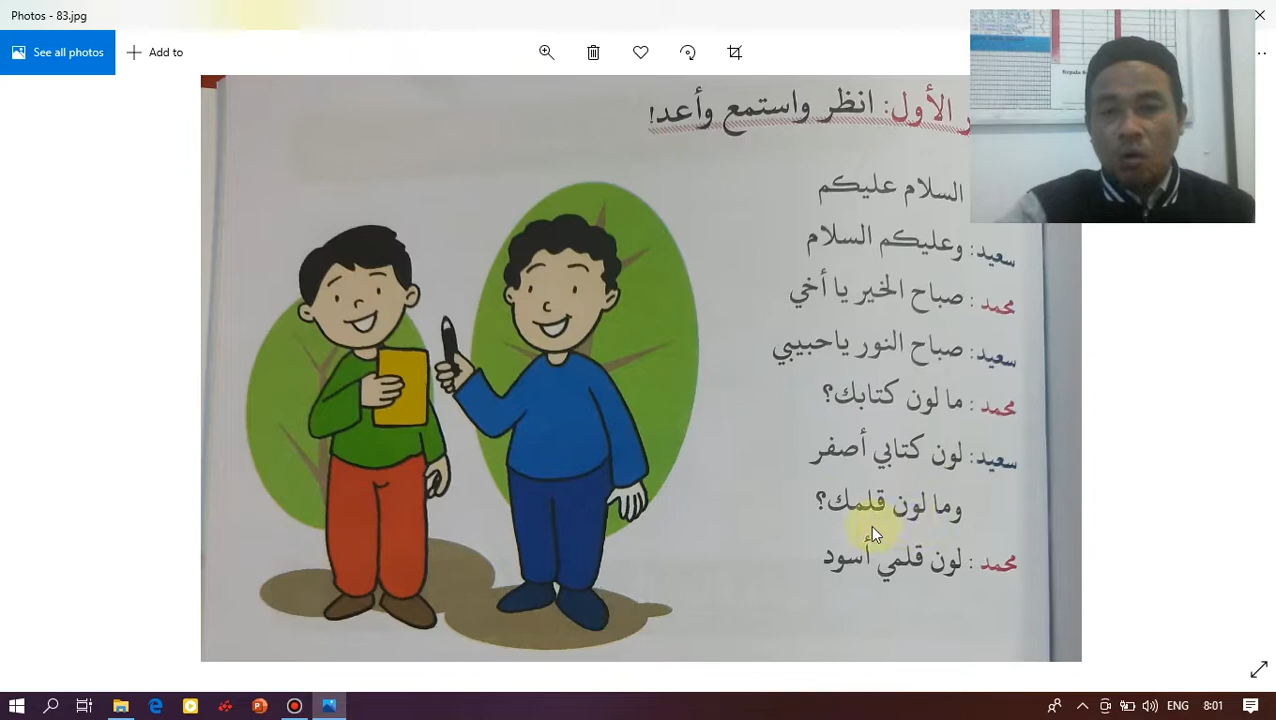 Photos - 83.jpg
See all photos
Add to
الأول: انظر واستمع وأعد!
السلام عليكم
سعيد: وعليكم السلام
محمد: صباح الخير يا أخي
سعيد: صباح النور ياحبيبي
محمد: ما لون كتابك؟
سعيد: لون كتابي أصفر
وما لون قلمك؟
محمد: لون قلمي أسود
ENG
8:01